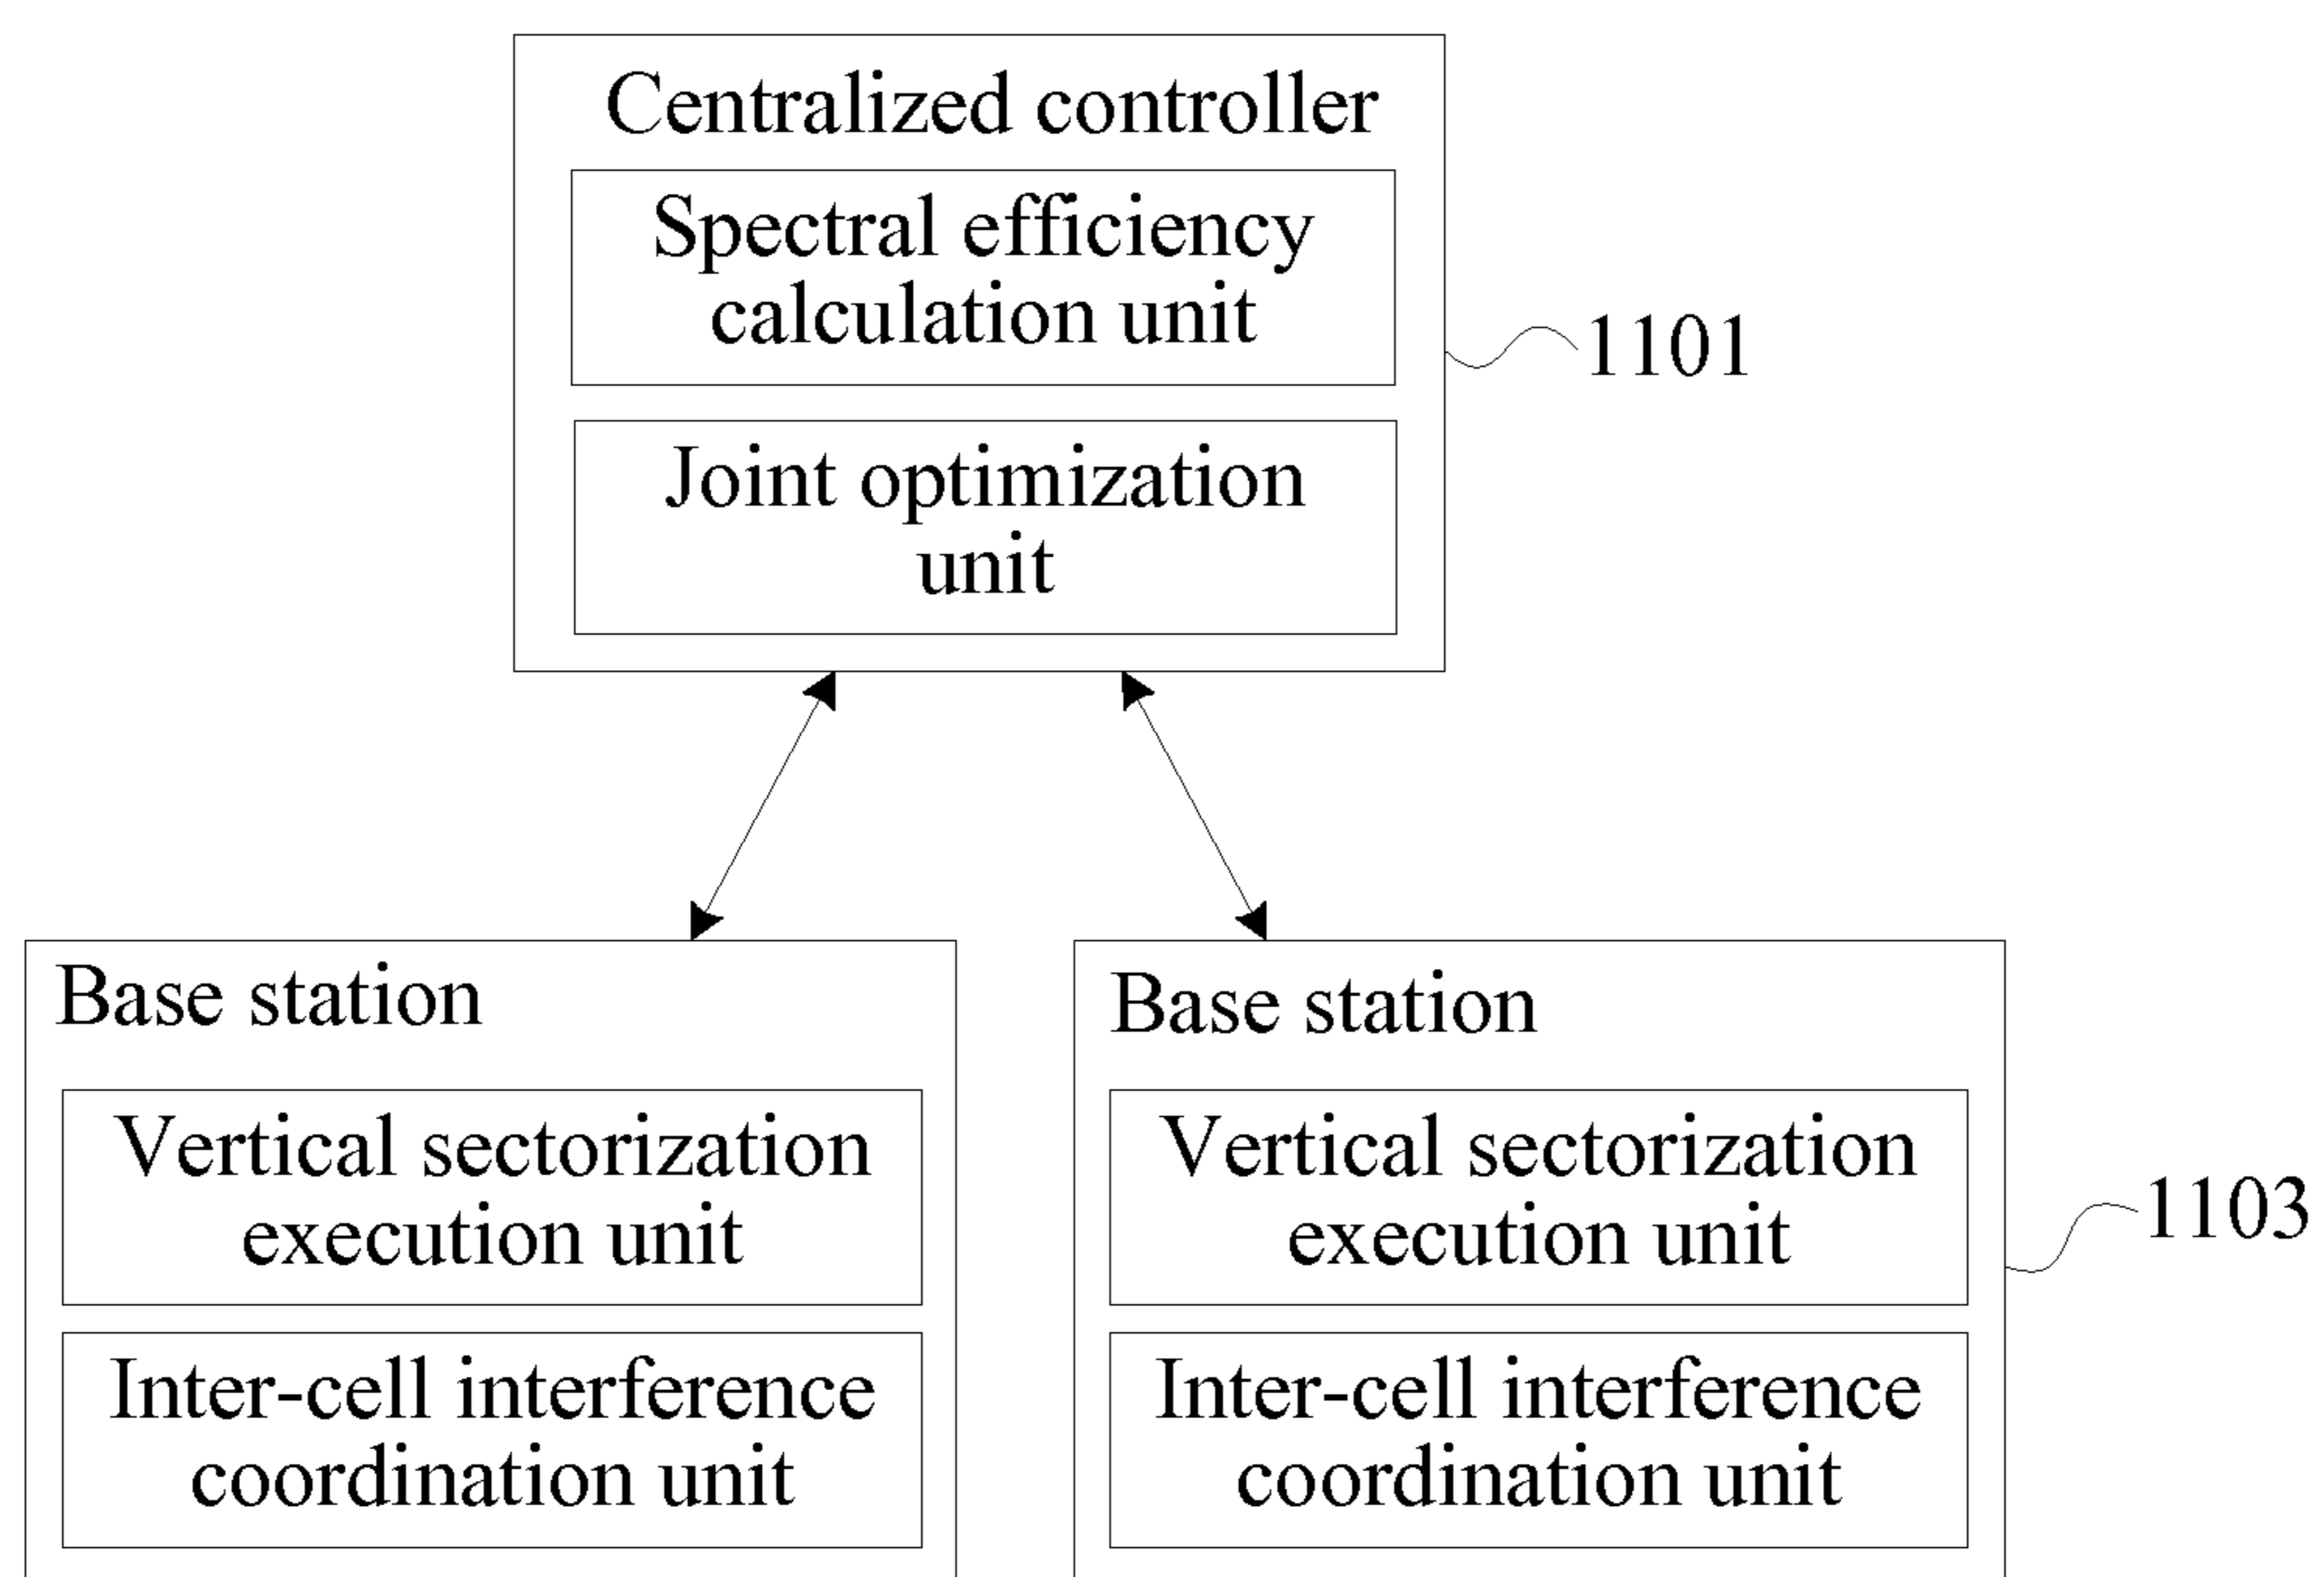 Centralized controller
Spectral efficiency
calculation unit
1101
Joint optimization
unit
Base station
Vertical sectorization
execution unit
Inter-cell interference
coordination unit
Base station
Vertical sectorization
execution unit
1103
Inter-cell interference
coordination unit